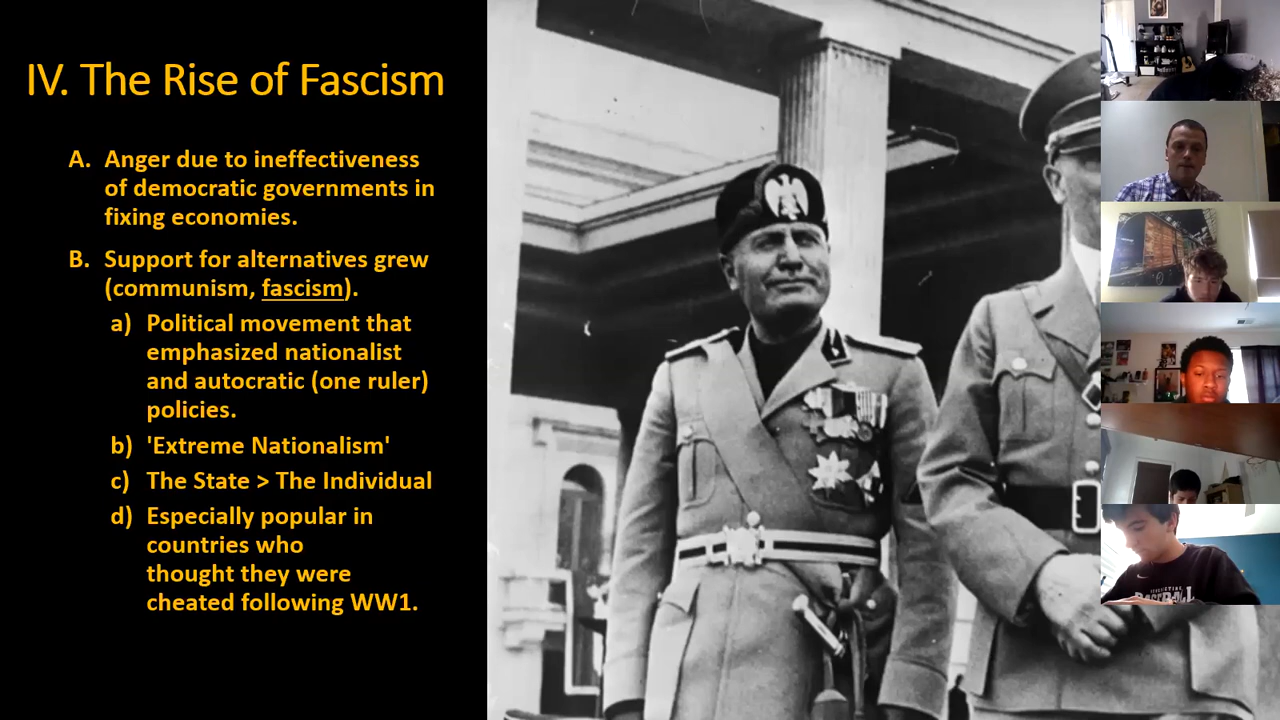 IV. The Rise of Fascism
A. Anger due to ineffectiveness
of democratic governments in
fixing economies.
B. Support for alternatives grew
(communism, fascism).
a) Political movement that
emphasized nationalist
and autocratic (one ruler)
policies.
b) 'Extreme Nationalism'
c) The State > The Individual
d) Especially popular in
countries who
thought they were
cheated following WW1.
BASEBALL